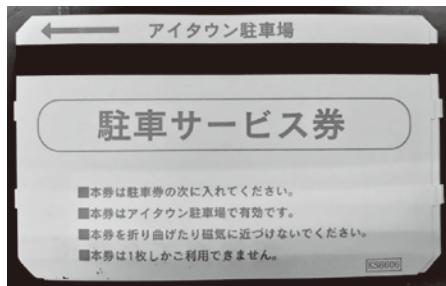 アイタウン駐車場
駐車サービス券
■本券は駐車券の次に入れてください。
■本券はアイタウン駐車場で有効です。
■本券を折り曲げたり磁気に近づけないでください。
■本券は1枚しかご利用できません。
KS6606